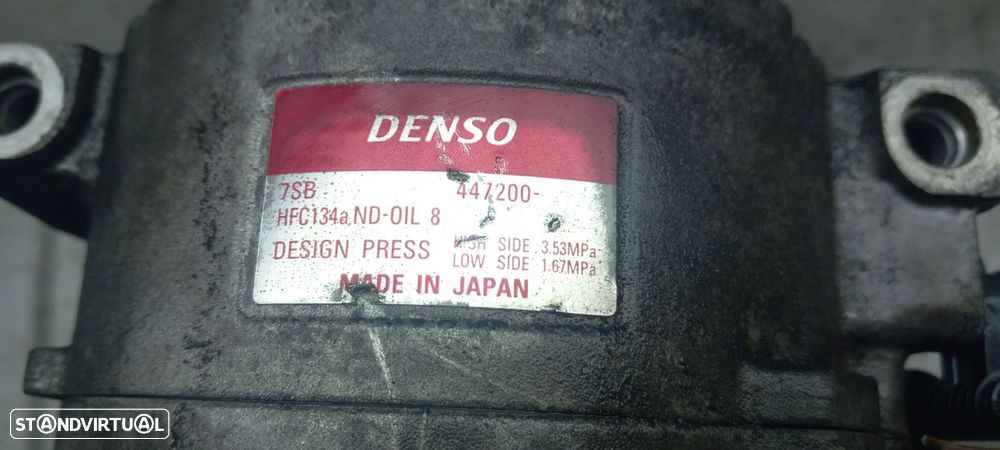 DENSO
7SB 447200-
HFC134a ND-OIL 8
DESIGN PRESS HIGH SIDE 3.53MPa
LOW SIDE 1.67MPa
MADE IN JAPAN
STANDVIRTUAL